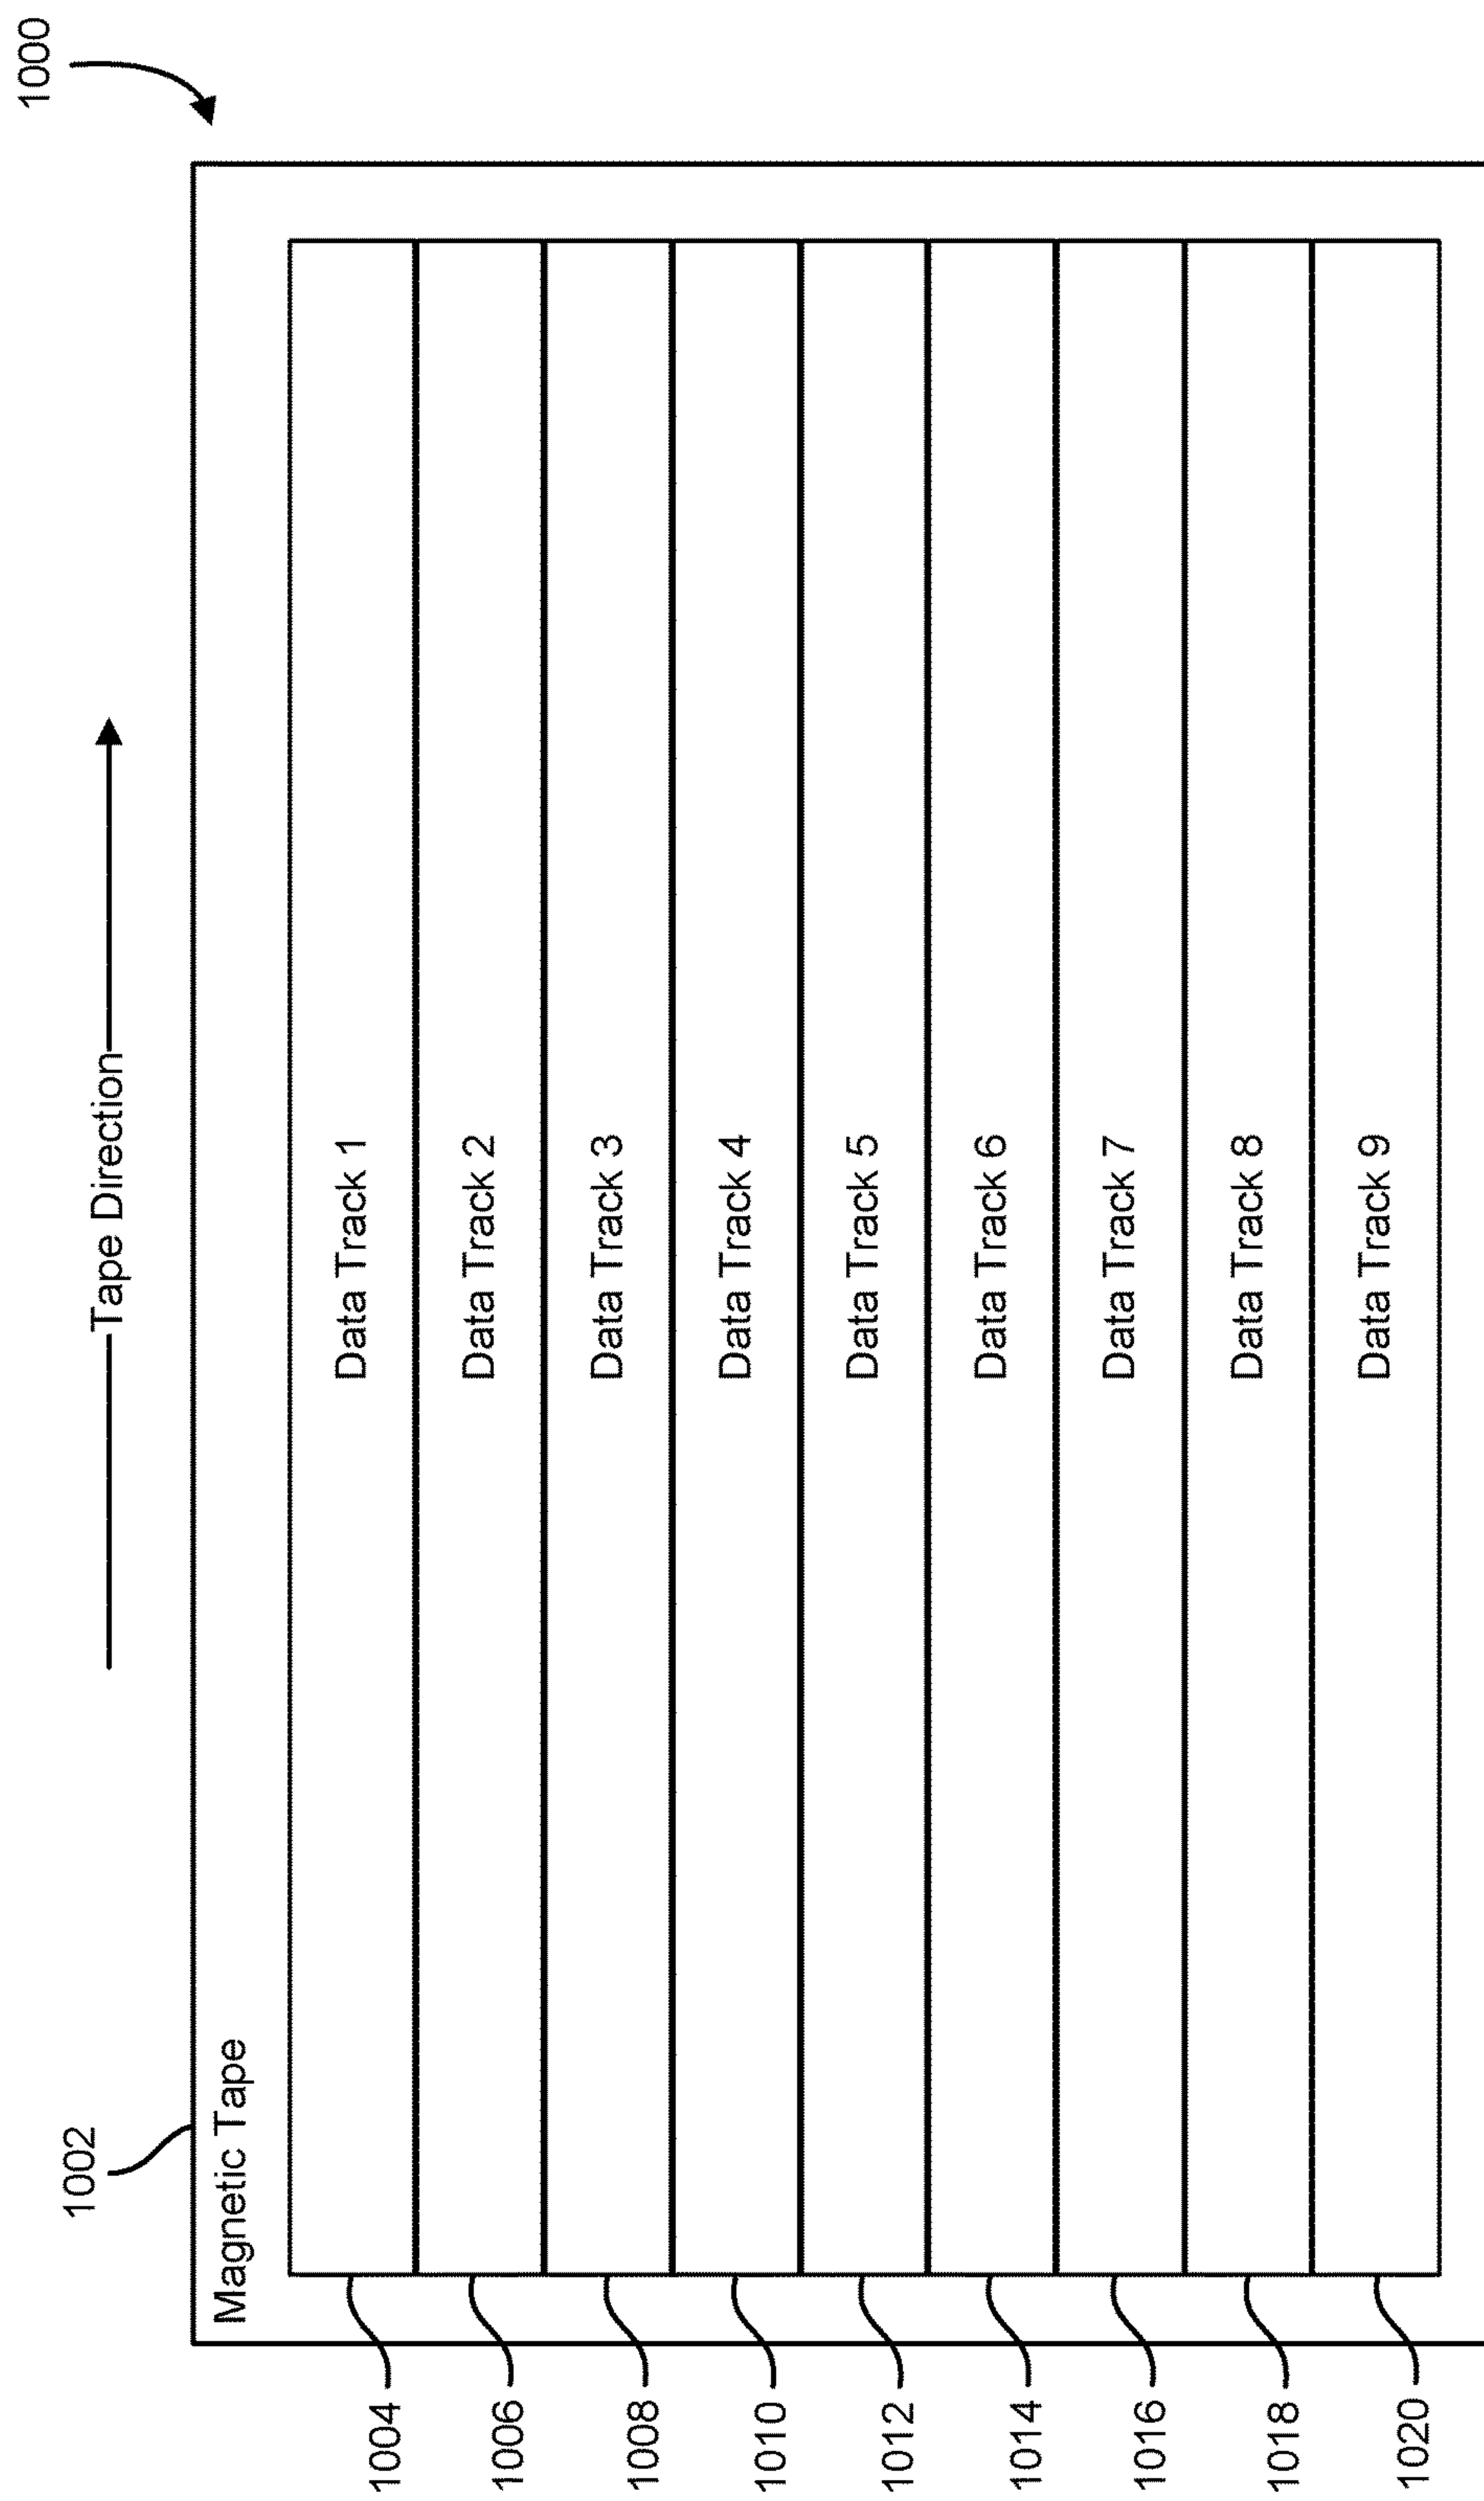 1000
Tape Direction
1002
Magnetic Tape
1004
Data Track 1
1006
Data Track 2
1008
Data Track 3
1010
Data Track 4
1012
Data Track 5
1014
Data Track 6
1016
Data Track 7
1018
Data Track 8
1020
Data Track 9